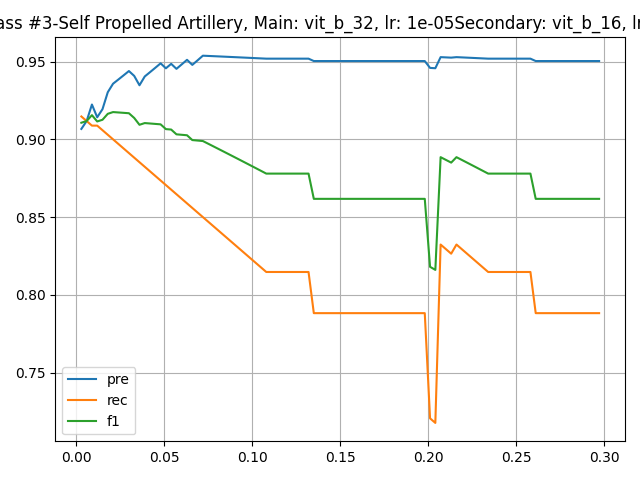 ass #3-Self Propelled Artillery, Main: vit_b_32, lr: 1e-05Secondary: vit_b_16, l
0.95
0.90
0.85
0.80
0.75
pre
rec
f1
0.00 0.05 0.10 0.15 0.20 0.25 0.30